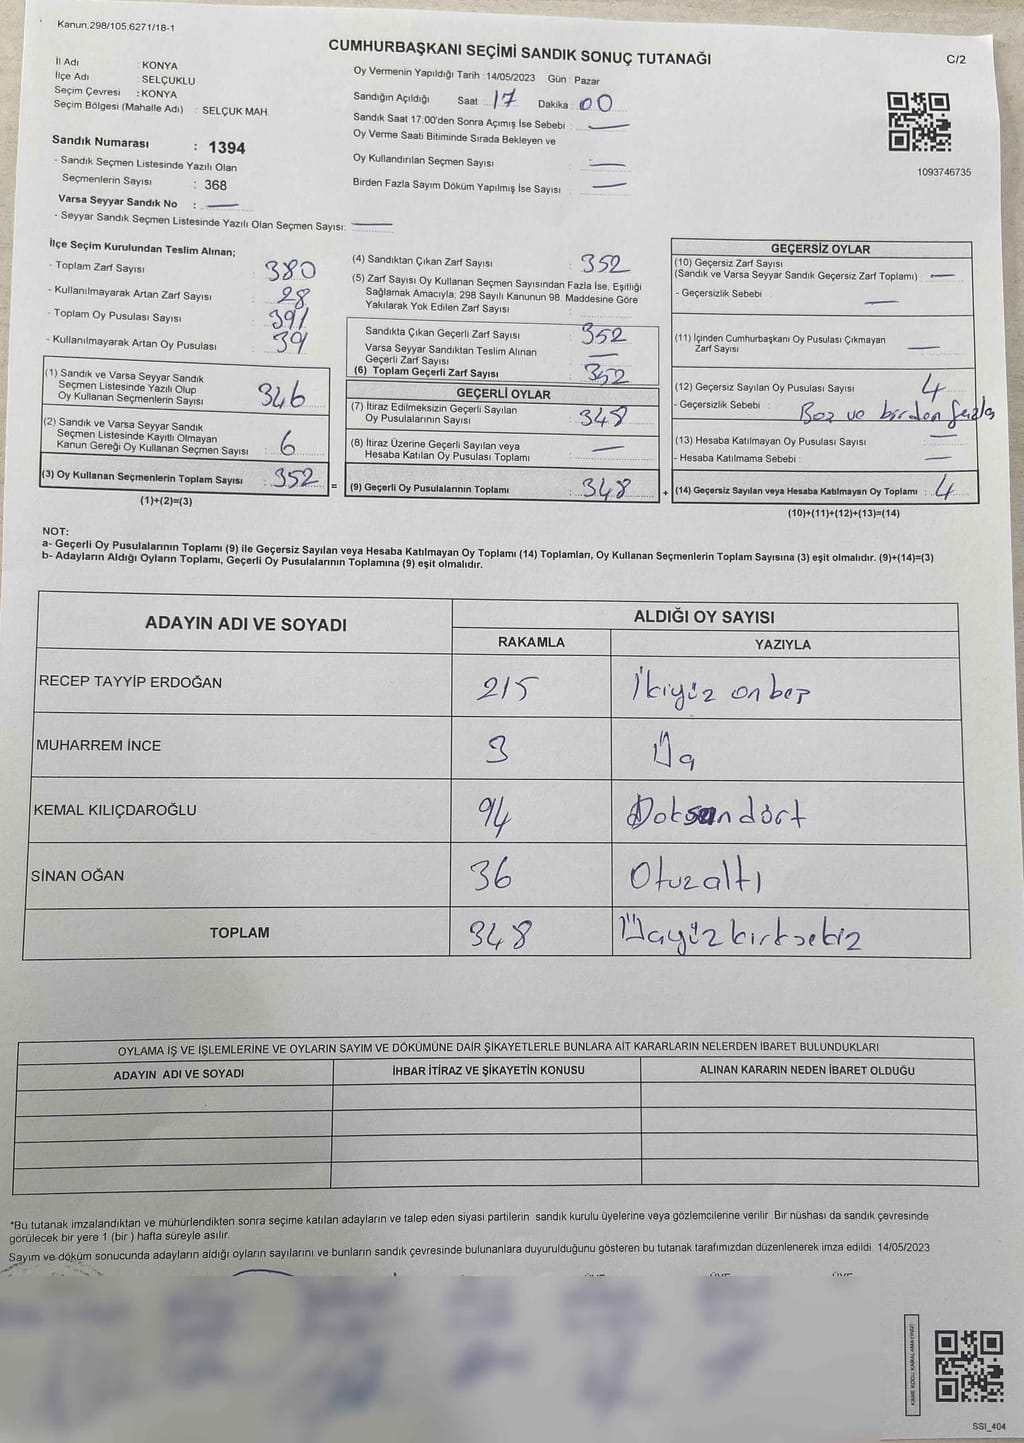 Kanun,298/105,6271/18-1
CUMHURBAŞKANI SEÇİMİ SANDIK SONUÇ TUTANAĞI
C/2
İl Adı : KONYA
İlçe Adı : SELÇUKLU
Seçim Çevresi : KONYA
Seçim Bölgesi (Mahalle Adı) : SELÇUK MAH.
Sandık Numarası : 1394
- Sandık Seçmen Listesinde Yazılı Olan
Seçmenlerin Sayısı : 368
Varsa Seyyar Sandık No : —
- Seyyar Sandık Seçmen Listesinde Yazılı Olan Seçmen Sayısı: —
Oy Vermenin Yapıldığı Tarih : 14/05/2023 Gün : Pazar
Sandığın Açıldığı Saat : 17 Dakika : 00
Sandık Saat 17:00'den Sonra Açımış İse Sebebi : —
Oy Verme Saati Bitiminde Sırada Bekleyen ve
Oy Kullandırılan Seçmen Sayısı : —
Birden Fazla Sayım Döküm Yapılmış İse Sayısı : —
1093746735
İlçe Seçim Kurulundan Teslim Alınan;
- Toplam Zarf Sayısı : 380
- Kullanılmayarak Artan Zarf Sayısı : 28
- Toplam Oy Pusulası Sayısı : 391
- Kullanılmayarak Artan Oy Pusulası : 39
(1) Sandık ve Varsa Seyyar Sandık
Seçmen Listesinde Yazılı Olup
Oy Kullanan Seçmenlerin Sayısı : 346
(2) Sandık ve Varsa Seyyar Sandık
Seçmen Listesinde Kayıtlı Olmayan
Kanun Gereği Oy Kullanan Seçmen Sayısı : 6
(3) Oy Kullanan Seçmenlerin Toplam Sayısı : 352
(1)+(2)=(3)
=
(4) Sandıktan Çıkan Zarf Sayısı : 352
(5) Zarf Sayısı Oy Kullanan Seçmen Sayısından Fazla İse, Eşitliği
Sağlamak Amacıyla; 298 Sayılı Kanunun 98. Maddesine Göre
Yakılarak Yok Edilen Zarf Sayısı :
Sandıkta Çıkan Geçerli Zarf Sayısı : 352
Varsa Seyyar Sandıktan Teslim Alınan
Geçerli Zarf Sayısı : —
(6) Toplam Geçerli Zarf Sayısı : 352
GEÇERLİ OYLAR
(7) İtiraz Edilmeksizin Geçerli Sayılan
Oy Pusulalarının Sayısı : 348
(8) İtiraz Üzerine Geçerli Sayılan veya
Hesaba Katılan Oy Pusulası Toplamı : —
(9) Geçerli Oy Pusulalarının Toplamı : 348
+
GEÇERSİZ OYLAR
(10) Geçersiz Zarf Sayısı
(Sandık ve Varsa Seyyar Sandık Geçersiz Zarf Toplamı) : —
- Geçersizlik Sebebi : —
(11) İçinden Cumhurbaşkanı Oy Pusulası Çıkmayan
Zarf Sayısı : —
(12) Geçersiz Sayılan Oy Pusulası Sayısı : 4
- Geçersizlik Sebebi : Boş ve birden fazla
(13) Hesaba Katılmayan Oy Pusulası Sayısı : —
- Hesaba Katılmama Sebebi : —
(14) Geçersiz Sayılan veya Hesaba Katılmayan Oy Toplamı : 4
(10)+(11)+(12)+(13)=(14)
NOT:
a- Geçerli Oy Pusulalarının Toplamı (9) ile Geçersiz Sayılan veya Hesaba Katılmayan Oy Toplamı (14) Toplamları, Oy Kullanan Seçmenlerin Toplam Sayısına (3) eşit olmalıdır. (9)+(14)=(3)
b- Adayların Aldığı Oyların Toplamı, Geçerli Oy Pusulalarının Toplamına (9) eşit olmalıdır.
ADAYIN ADI VE SOYADI
ALDIĞI OY SAYISI
RAKAMLA YAZIYLA
RECEP TAYYİP ERDOĞAN 215 İkiyüz onbeş
MUHARREM İNCE 3 Üç
KEMAL KILIÇDAROĞLU 94 Doksan dört
SİNAN OĞAN 36 Otuzaltı
TOPLAM 348 Üçyüz kırksekiz
OYLAMA İŞ VE İŞLEMLERİNE VE OYLARIN SAYIM VE DÖKÜMÜNE DAİR ŞİKAYETLERLE BUNLARA AİT KARARLARIN NELERDEN İBARET BULUNDUKLARI
ADAYIN ADI VE SOYADI İHBAR İTİRAZ VE ŞİKAYETİN KONUSU ALINAN KARARIN NEDEN İBARET OLDUĞU
*Bu tutanak imzalandıktan ve mühürlendikten sonra seçime katılan adayların ve talep eden siyasi partilerin sandık kurulu üyelerine veya gözlemcilerine verilir. Bir nüshası da sandık çevresinde
görülecek bir yere 1 (bir ) hafta süreyle asılır.
Sayım ve döküm sonucunda adayların aldığı oyların sayılarını ve bunların sandık çevresinde bulunanlara duyurulduğunu gösteren bu tutanak tarafımızdan düzenlenerek imza edildi. 14/05/2023
KARE KODU KARALAMAYINIZ!
SSI_404